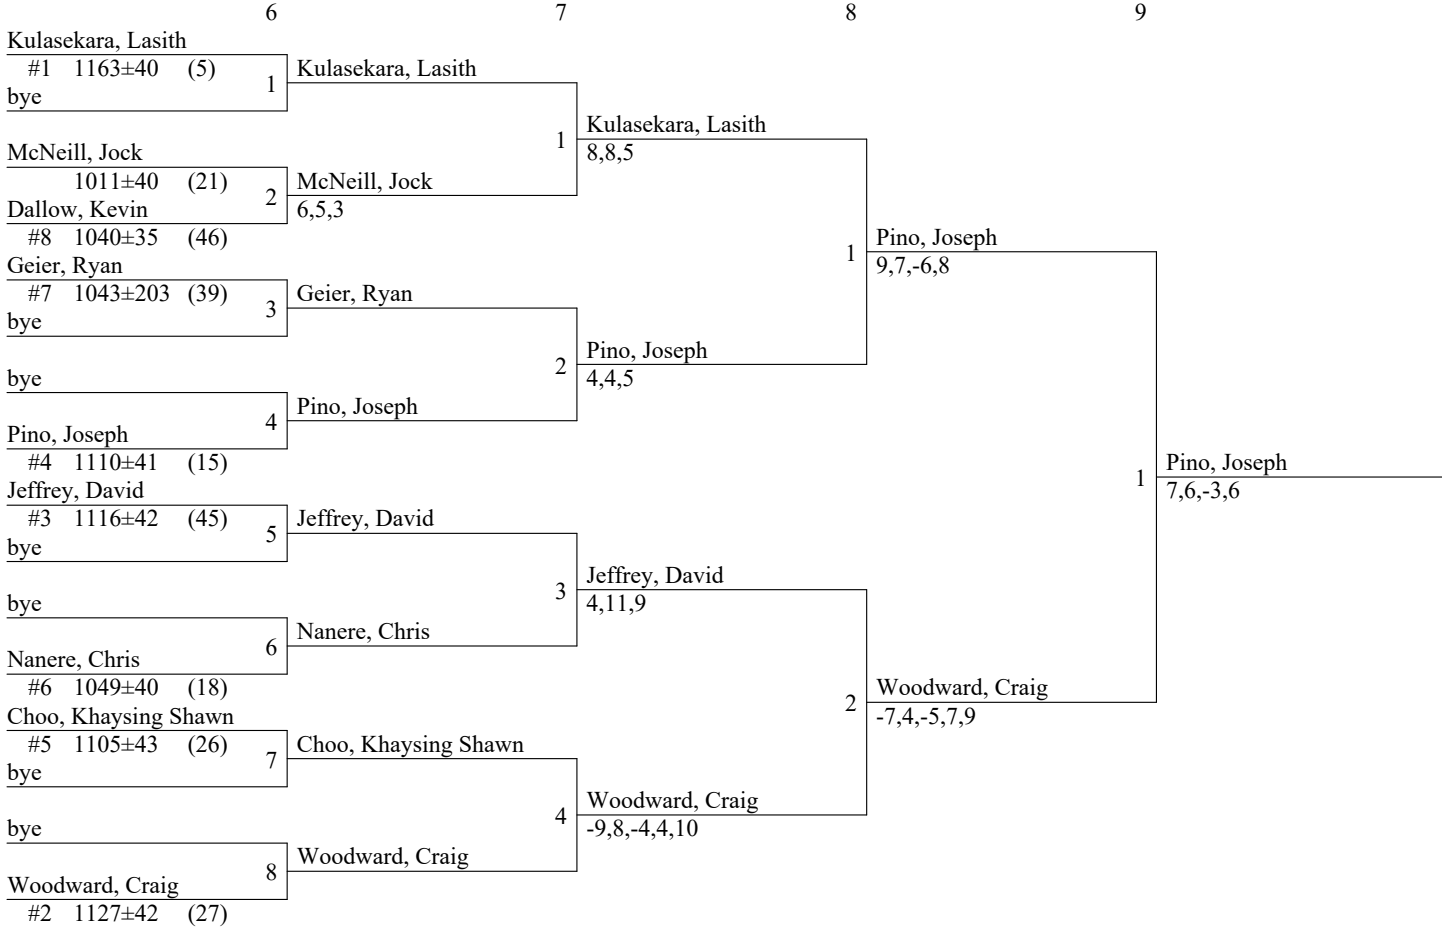 6 7 8 9
Kulasekara, Lasith
#1 1163±40 (5)
bye
1
Kulasekara, Lasith
McNeill, Jock
1011±40 (21)
Dallow, Kevin
#8 1040±35 (46)
2
McNeill, Jock
6,5,3
1
Kulasekara, Lasith
8,8,5
Geier, Ryan
#7 1043±203 (39)
bye
3
Geier, Ryan
bye
Pino, Joseph
#4 1110±41 (15)
4
Pino, Joseph
2
Pino, Joseph
4,4,5
1
Pino, Joseph
9,7,-6,8
Jeffrey, David
#3 1116±42 (45)
bye
5
Jeffrey, David
bye
Nanere, Chris
#6 1049±40 (18)
6
Nanere, Chris
3
Jeffrey, David
4,11,9
Choo, Khaysing Shawn
#5 1105±43 (26)
bye
7
Choo, Khaysing Shawn
bye
Woodward, Craig
#2 1127±42 (27)
8
Woodward, Craig
4
Woodward, Craig
-9,8,-4,4,10
2
Woodward, Craig
-7,4,-5,7,9
1
Pino, Joseph
7,6,-3,6